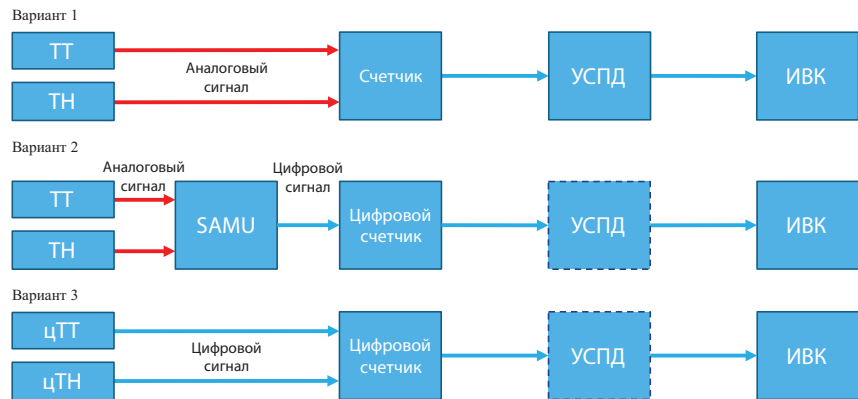 Вариант 1
ТТ
ТН
Аналоговый
сигнал
Счетчик
УСПД
ИВК
Вариант 2
ТТ
ТН
Аналоговый
сигнал
SAMU
Цифровой
сигнал
Цифровой
счетчик
УСПД
ИВК
Вариант 3
цТТ
цТН
Цифровой
сигнал
Цифровой
счетчик
УСПД
ИВК